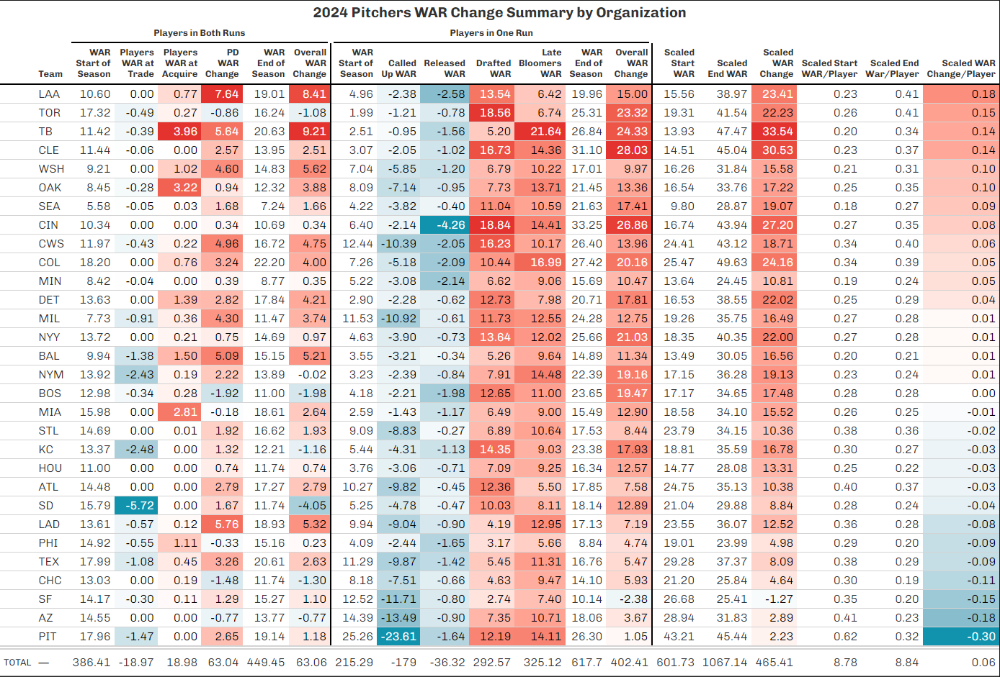 2024 Pitchers WAR Change Summary by Organization
Players in Both Runs Players in One Run
Team WAR Start of Season Players WAR at Trade Players WAR at Acquire PD WAR Change WAR End of Season Overall WAR Change WAR Start of Season Called Up WAR Released WAR Drafted WAR Late Bloomers WAR WAR End of Season Overall WAR Change Scaled Start WAR Scaled End WAR Scaled WAR Change Scaled Start WAR/Player Scaled End War/Player Scaled WAR Change/Player
LAA 10.60 0.00 0.77 7.64 19.01 8.41 4.96 -2.38 -2.58 13.54 6.42 19.96 15.00 15.56 38.97 23.41 0.23 0.41 0.18
TOR 17.32 -0.49 0.27 -0.86 16.24 -1.08 1.99 -1.21 -0.78 18.56 6.74 25.31 23.32 19.31 41.54 22.23 0.26 0.41 0.15
TB 11.42 -0.39 3.96 5.64 20.63 9.21 2.51 -0.95 -1.56 5.20 21.64 26.84 24.33 13.93 47.47 33.54 0.20 0.34 0.14
CLE 11.44 -0.06 0.00 2.57 13.95 2.51 3.07 -2.05 -1.02 16.73 14.36 31.10 28.03 14.51 45.04 30.53 0.23 0.37 0.14
WSH 9.21 0.00 1.02 4.60 14.83 5.62 7.04 -5.85 -1.20 6.79 10.22 17.01 9.97 16.26 31.84 15.58 0.21 0.31 0.10
OAK 8.45 -0.28 3.22 0.94 12.32 3.88 8.09 -7.14 -0.95 7.73 13.71 21.45 13.36 16.54 33.76 17.22 0.25 0.35 0.10
SEA 5.58 -0.05 0.03 1.68 7.24 1.66 4.22 -3.82 -0.40 11.04 10.59 21.63 17.41 9.80 28.87 19.07 0.18 0.27 0.09
CIN 10.34 0.00 0.00 0.34 10.69 0.34 6.40 -2.14 -4.26 18.84 14.41 33.25 26.86 16.74 43.94 27.20 0.27 0.35 0.08
CWS 11.97 -0.43 0.22 4.96 16.72 4.75 12.44 -10.39 -2.05 16.23 10.17 26.40 13.96 24.41 43.12 18.71 0.34 0.40 0.06
COL 18.20 0.00 0.76 3.24 22.20 4.00 7.26 -5.18 -2.09 10.44 16.99 27.42 20.16 25.47 49.63 24.16 0.34 0.39 0.05
MIN 8.42 -0.04 0.00 0.39 8.77 0.35 5.22 -3.08 -2.14 6.62 9.06 15.69 10.47 13.64 24.45 10.81 0.19 0.24 0.05
DET 13.63 0.00 1.39 2.82 17.84 4.21 2.90 -2.28 -0.62 12.73 7.98 20.71 17.81 16.53 38.55 22.02 0.25 0.29 0.04
MIL 7.73 -0.91 0.36 4.30 11.47 3.74 11.53 -10.92 -0.61 11.73 12.55 24.28 12.75 19.26 35.75 16.49 0.27 0.28 0.01
NYY 13.72 0.00 0.21 0.75 14.69 0.97 4.63 -3.90 -0.73 13.64 12.02 25.66 21.03 18.35 40.35 22.00 0.27 0.28 0.01
BAL 9.94 -1.38 1.50 5.09 15.15 5.21 3.55 -3.21 -0.34 5.26 9.64 14.89 11.34 13.49 30.05 16.56 0.20 0.21 0.01
NYM 13.92 -2.43 0.19 2.22 13.89 -0.02 3.23 -2.39 -0.84 7.91 14.48 22.39 19.16 17.15 36.28 19.13 0.23 0.24 0.01
BOS 12.98 -0.34 0.28 -1.92 11.00 -1.98 4.18 -2.21 -1.98 12.65 11.00 23.65 19.47 17.17 34.65 17.48 0.28 0.28 0.00
MIA 15.98 0.00 2.81 -0.18 18.61 2.64 2.59 -1.43 -1.17 6.49 9.00 15.49 12.90 18.58 34.10 15.52 0.26 0.25 -0.01
STL 14.69 0.00 0.01 1.92 16.62 1.93 9.09 -8.83 -0.27 6.89 10.64 17.53 8.44 23.79 34.15 10.36 0.38 0.36 -0.02
KC 13.37 -2.48 0.00 1.32 12.21 -1.16 5.44 -4.31 -1.13 14.35 9.03 23.38 17.93 18.81 35.59 16.78 0.30 0.27 -0.03
HOU 11.00 0.00 0.00 0.74 11.74 0.74 3.76 -3.06 -0.71 7.09 9.25 16.34 12.57 14.77 28.08 13.31 0.25 0.22 -0.03
ATL 14.48 0.00 0.00 2.79 17.27 2.79 10.27 -9.82 -0.45 12.36 5.50 17.85 7.58 24.75 35.13 10.38 0.40 0.37 -0.03
SD 15.79 -5.72 0.00 1.67 11.74 -4.05 5.25 -4.78 -0.47 10.03 8.11 18.14 12.89 21.04 29.88 8.84 0.28 0.24 -0.04
LAD 13.61 -0.57 0.12 5.76 18.93 5.32 9.94 -9.04 -0.90 4.19 12.95 17.13 7.19 23.55 36.07 12.52 0.36 0.28 -0.08
PHI 14.92 -0.55 1.11 -0.33 15.16 0.23 4.09 -2.44 -1.65 3.17 5.66 8.84 4.74 19.01 23.99 4.98 0.29 0.20 -0.09
TEX 17.99 -1.08 0.45 3.26 20.61 2.63 11.29 -9.87 -1.42 5.45 11.31 16.76 5.47 29.28 37.37 8.09 0.38 0.29 -0.09
CHC 13.03 0.00 0.19 -1.48 11.74 -1.30 8.18 -7.51 -0.66 4.63 9.47 14.10 5.93 21.20 25.84 4.64 0.30 0.19 -0.11
SF 14.17 -0.30 0.11 1.29 15.27 1.10 12.52 -11.71 -0.80 2.74 7.40 10.14 -2.38 26.68 25.41 -1.27 0.35 0.20 -0.15
AZ 14.55 0.00 0.00 -0.77 13.77 -0.77 14.39 -13.49 -0.90 7.35 10.71 18.06 3.67 28.94 31.83 2.89 0.41 0.23 -0.18
PIT 17.96 -1.47 0.00 2.65 19.14 1.18 25.26 -23.61 -1.64 12.19 14.11 26.30 1.05 43.21 45.44 2.23 0.62 0.32 -0.30
TOTAL — 386.41 -18.97 18.98 63.04 449.45 63.06 215.29 -179 -36.32 292.57 325.12 617.7 402.41 601.73 1067.14 465.41 8.78 8.84 0.06